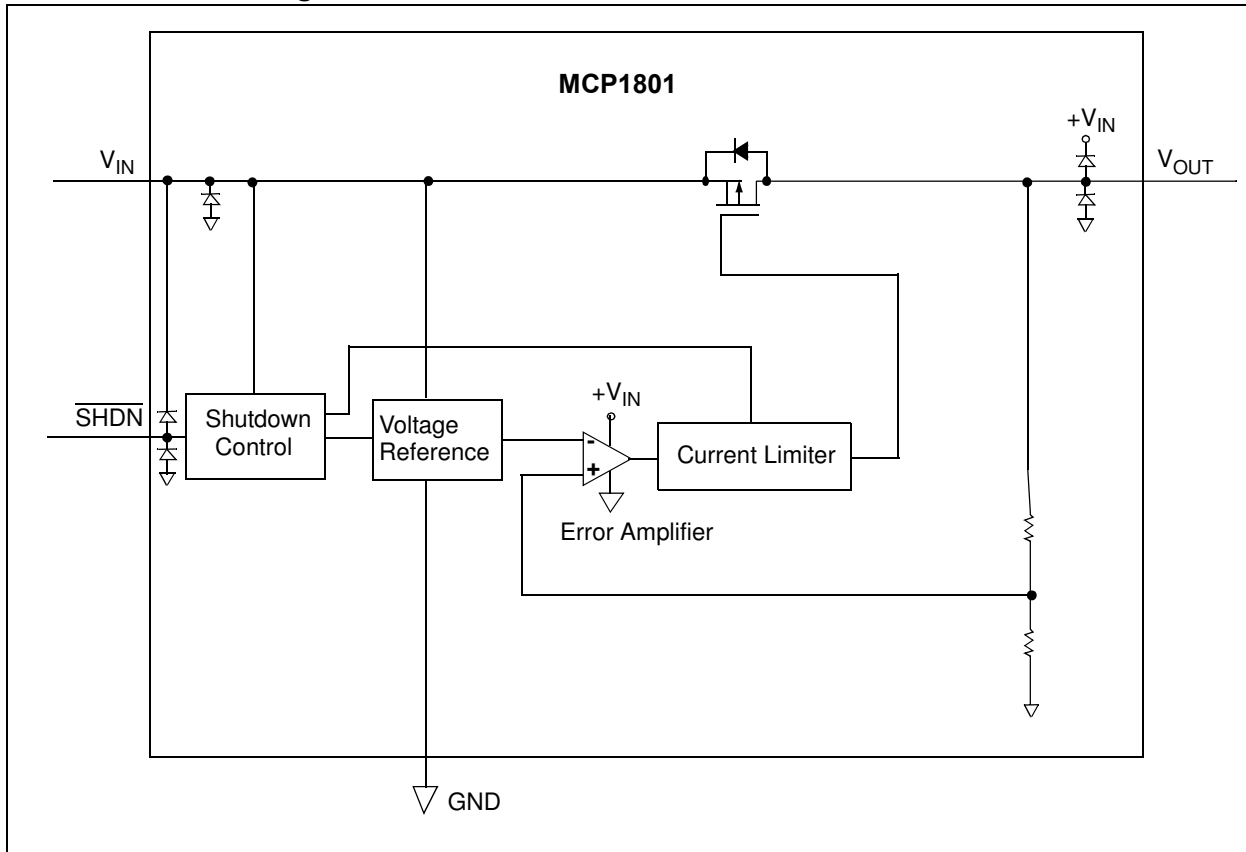 MCP1801
+VIN
VIN
VOUT
+VIN
SHDN
Shutdown
Control
Voltage
Reference
-
+
Current Limiter
Error Amplifier
GND